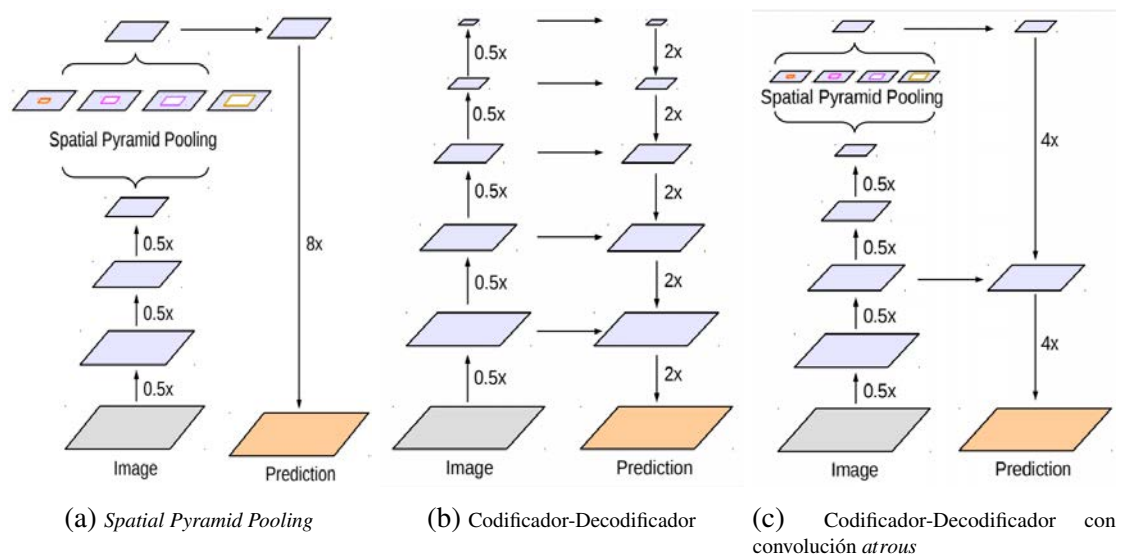 Spatial Pyramid Pooling
0.5x
0.5x
0.5x
8x
Image
Prediction
(a) Spatial Pyramid Pooling
0.5x
0.5x
0.5x
0.5x
0.5x
2x
2x
2x
2x
2x
Image
Prediction
(b) Codificador-Decodificador
Spatial Pyramid Pooling
0.5x
0.5x
0.5x
0.5x
4x
4x
Image
Prediction
(c) Codificador-Decodificador con
convolución atrous